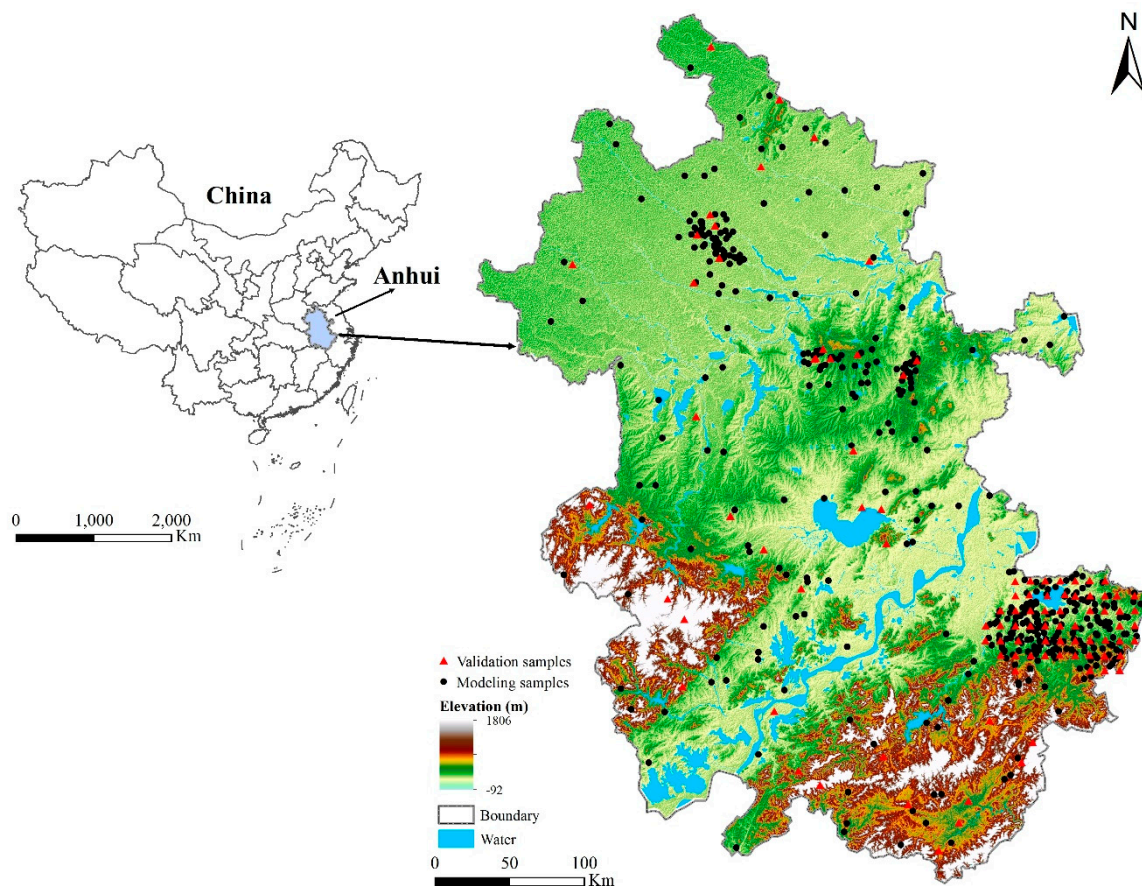 N
China
Anhui
0 1,000 2,000
Km
Validation samples
Modeling samples
Elevation (m)
1806
-92
Boundary
Water
0 50 100
Km